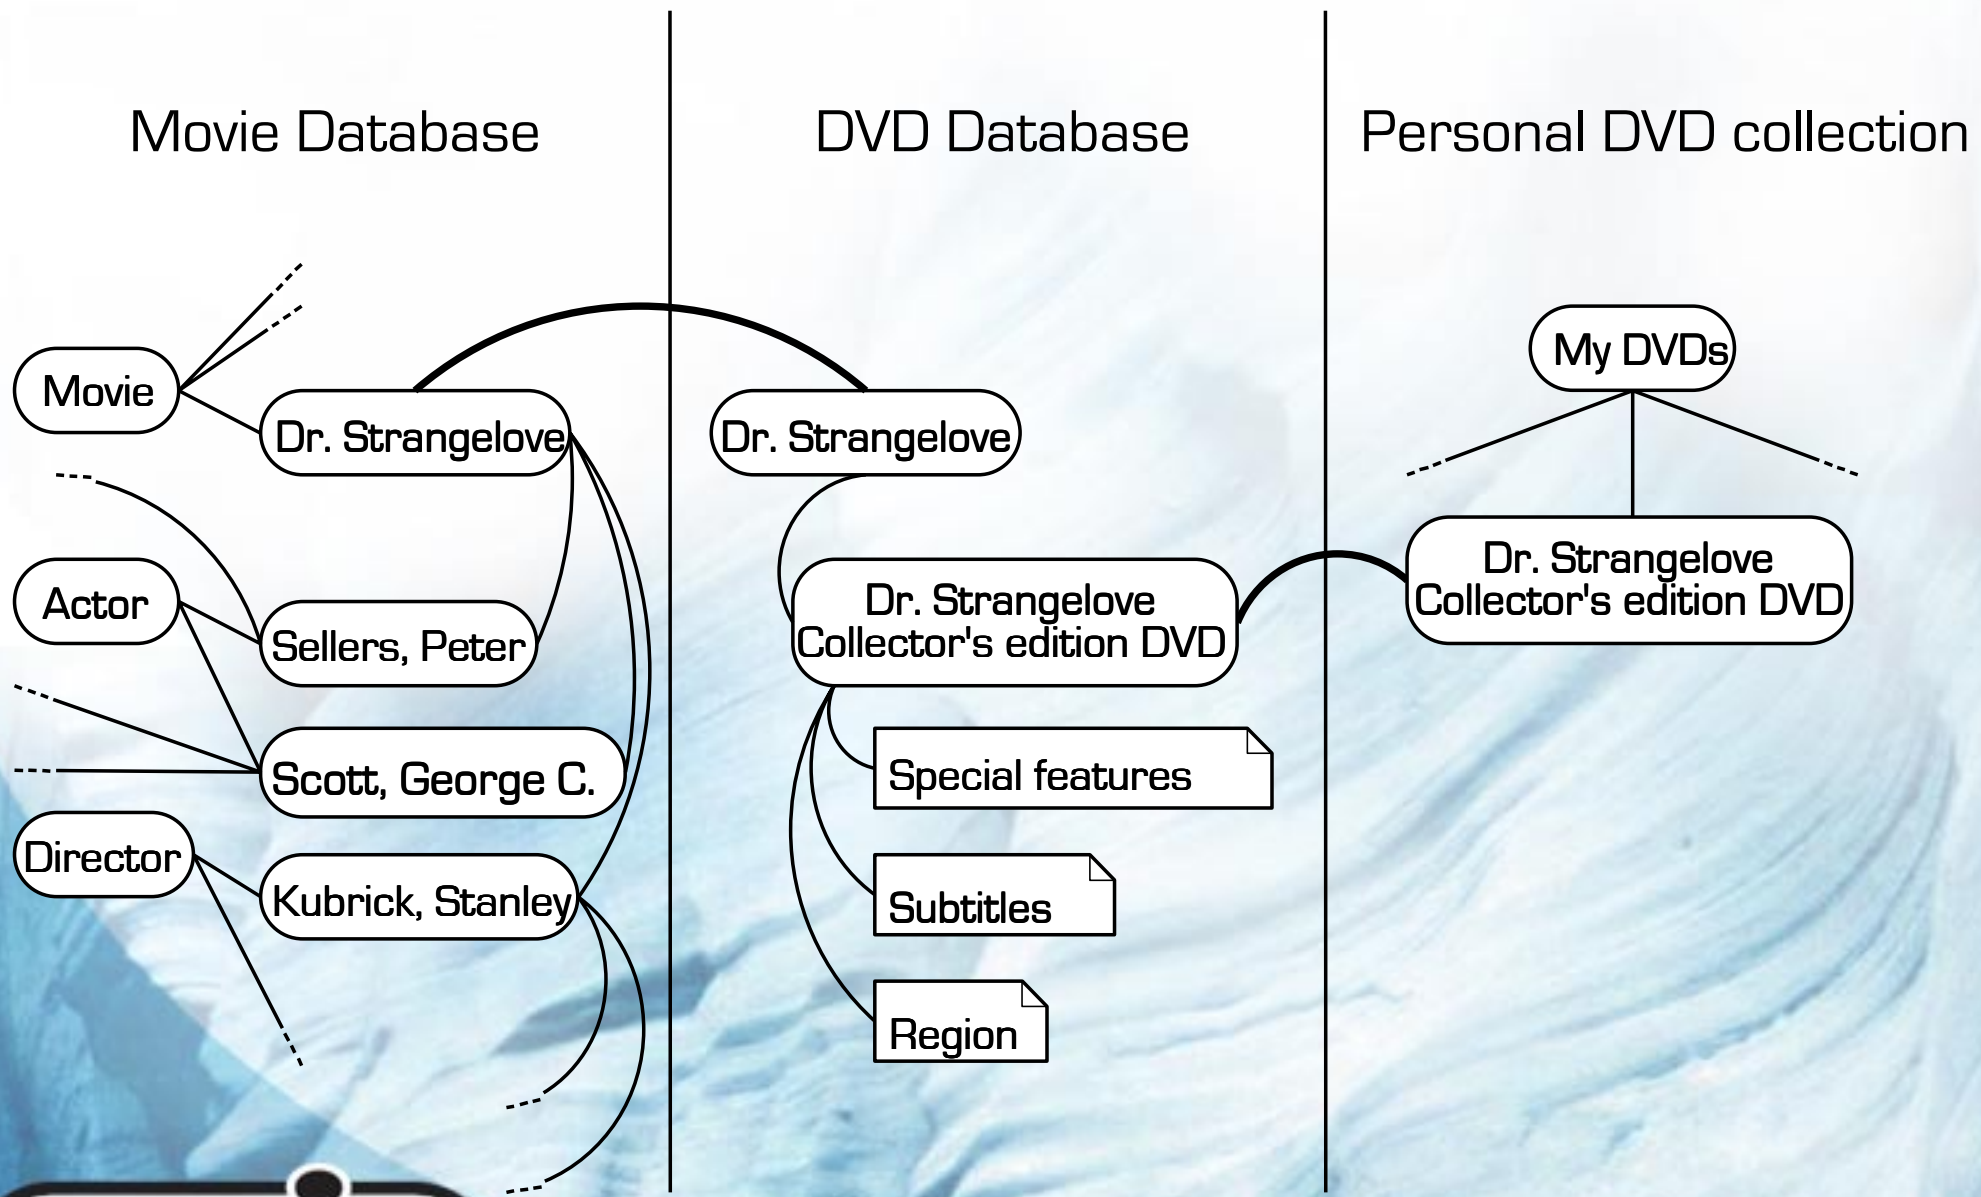 Movie Database
DVD Database
Personal DVD collection
Movie
Dr. Strangelove
Actor
Sellers, Peter
Scott, George C.
Director
Kubrick, Stanley
Dr. Strangelove
Dr. Strangelove
Collector's edition DVD
Special features
Subtitles
Region
My DVDs
Dr. Strangelove
Collector's edition DVD